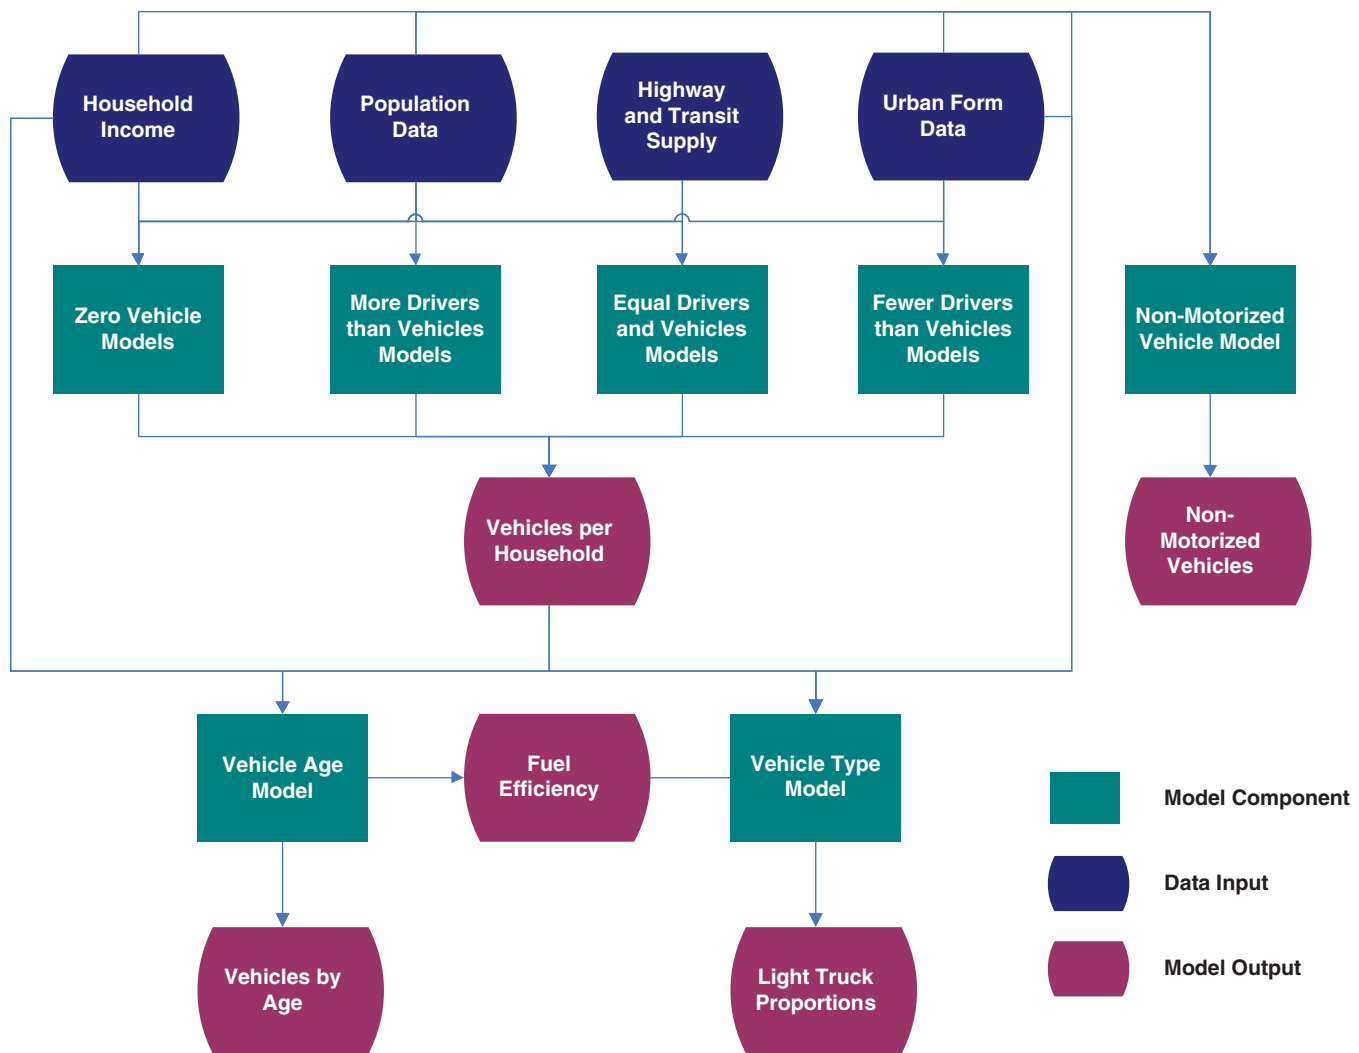 Household
Income
Population
Data
Highway
and Transit
Supply
Urban Form
Data
Zero Vehicle
Models
More Drivers
than Vehicles
Models
Equal Drivers
and Vehicles
Models
Fewer Drivers
than Vehicles
Models
Non-Motorized
Vehicle Model
Vehicles per
Household
Non-
Motorized
Vehicles
Vehicle Age
Model
Fuel
Efficiency
Vehicle Type
Model
Model Component
Data Input
Model Output
Vehicles by
Age
Light Truck
Proportions